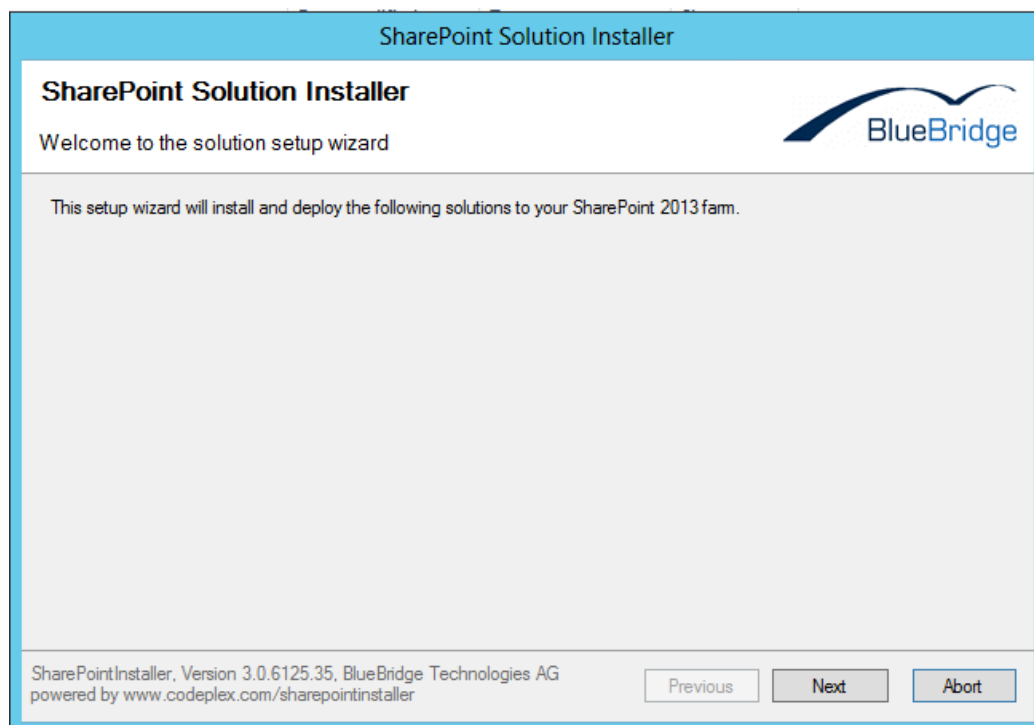 SharePoint Solution Installer
SharePoint Solution Installer
Welcome to the solution setup wizard
BlueBridge
This setup wizard will install and deploy the following solutions to your SharePoint 2013 farm.
SharePointInstaller, Version 3.0.6125.35, BlueBridge Technologies AG
powered by www.codeplex.com/sharepointinstaller
Previous
Next
Abort